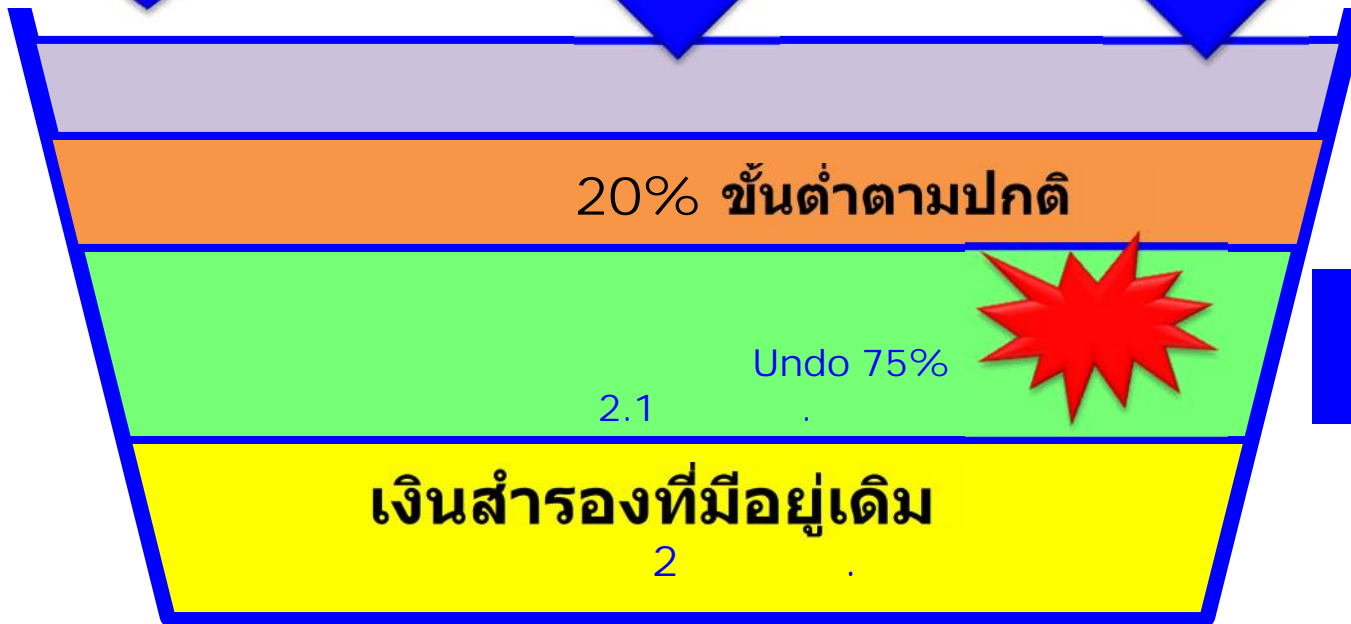 20% ขั้นต่ำตามปกติ
Undo 75%
2.1 .
เงินสำรองที่มีอยู่เดิม
2 .